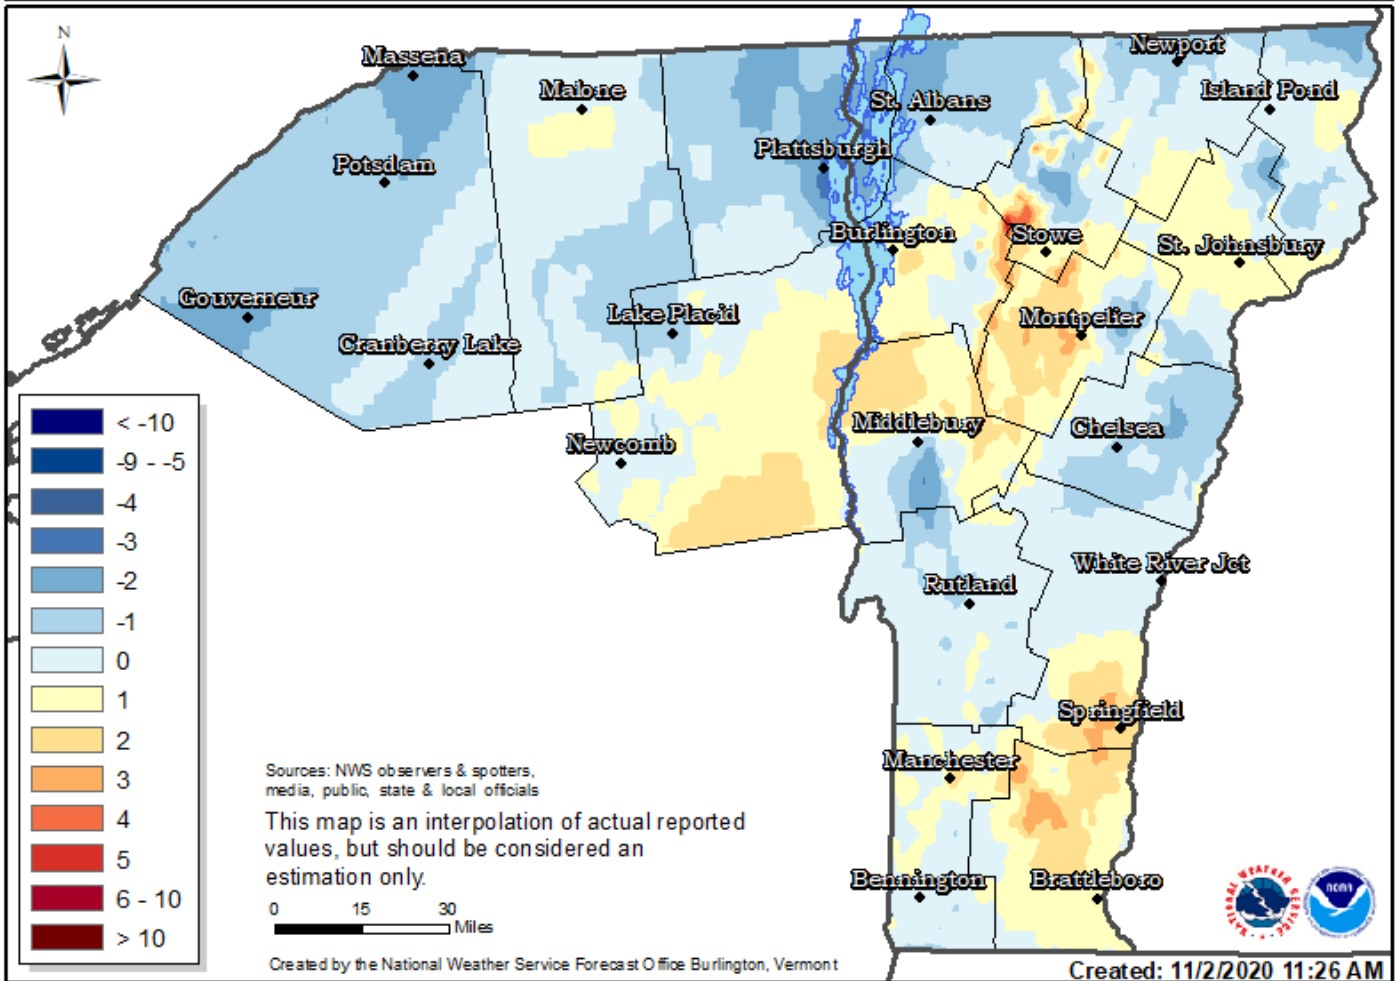 N
Massena
Malone
Newport
Island Pond
St. Albans
Plattsburgh
Potsdam
Burlington
Stowe
St. Johnsbury
Gouverneur
Lake Placid
Montpelier
Cranberry Lake
Middlebury
Chelsea
Newcomb
White River Jct
Rutland
Springfield
Manchester
Bennington
Brattleboro
< -10
-9 - -5
-4
-3
-2
-1
0
1
2
3
4
5
6 - 10
> 10
Sources: NWS observers & spotters,
media, public, state & local officials
This map is an interpolation of actual reported
values, but should be considered an
estimation only.
0 15 30
Miles
NATIONAL WEATHER SERVICE
noaa
Created by the National Weather Service Forecast Office Burlington, Vermont
Created: 11/2/2020 11:26 AM